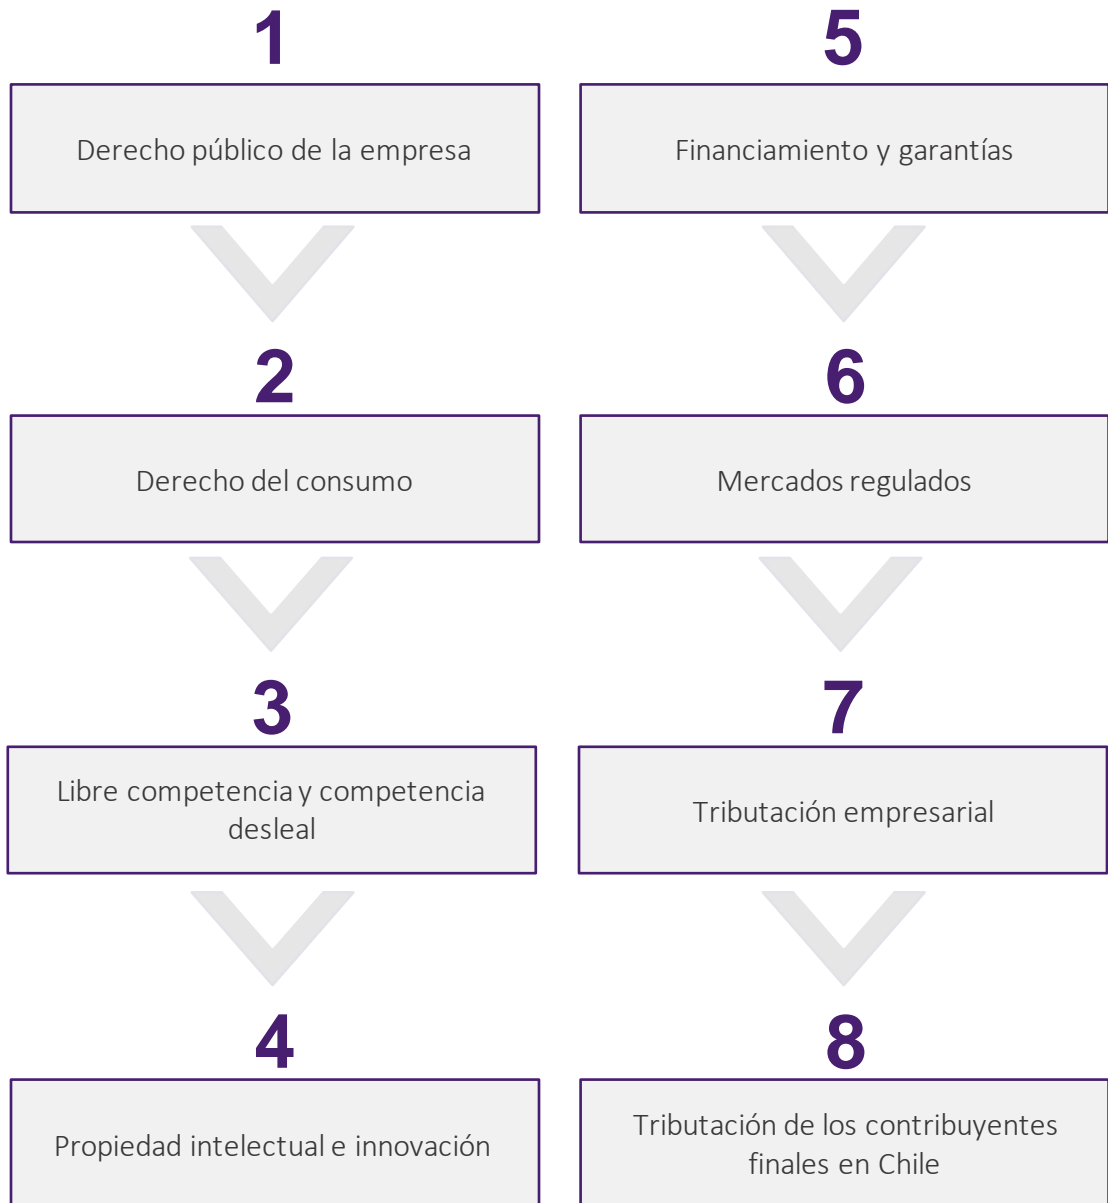 1
Derecho público de la empresa
2
Derecho del consumo
3
Libre competencia y competencia
desleal
4
Propiedad intelectual e innovación
5
Financiamiento y garantías
6
Mercados regulados
7
Tributación empresarial
8
Tributación de los contribuyentes
finales en Chile